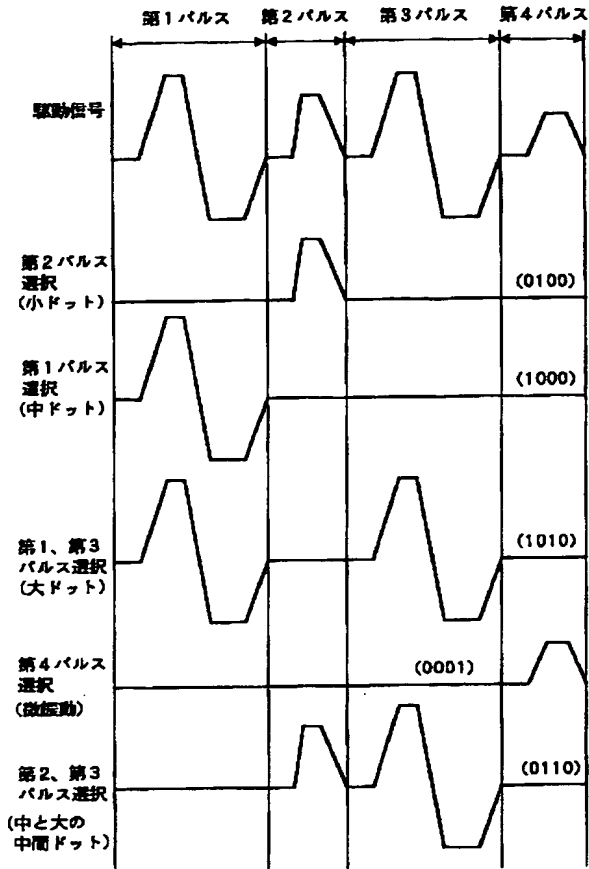 第1パルス 第2パルス 第3パルス 第4パルス
駆動信号
第2パルス
選択
(小ドット)
(0100)
第1パルス
選択
(中ドット)
(1000)
第1、第3
パルス選択
(大ドット)
(1010)
第4パルス
選択
(微振動)
(0001)
第2、第3
パルス選択
(中と大の
中間ドット)
(0110)